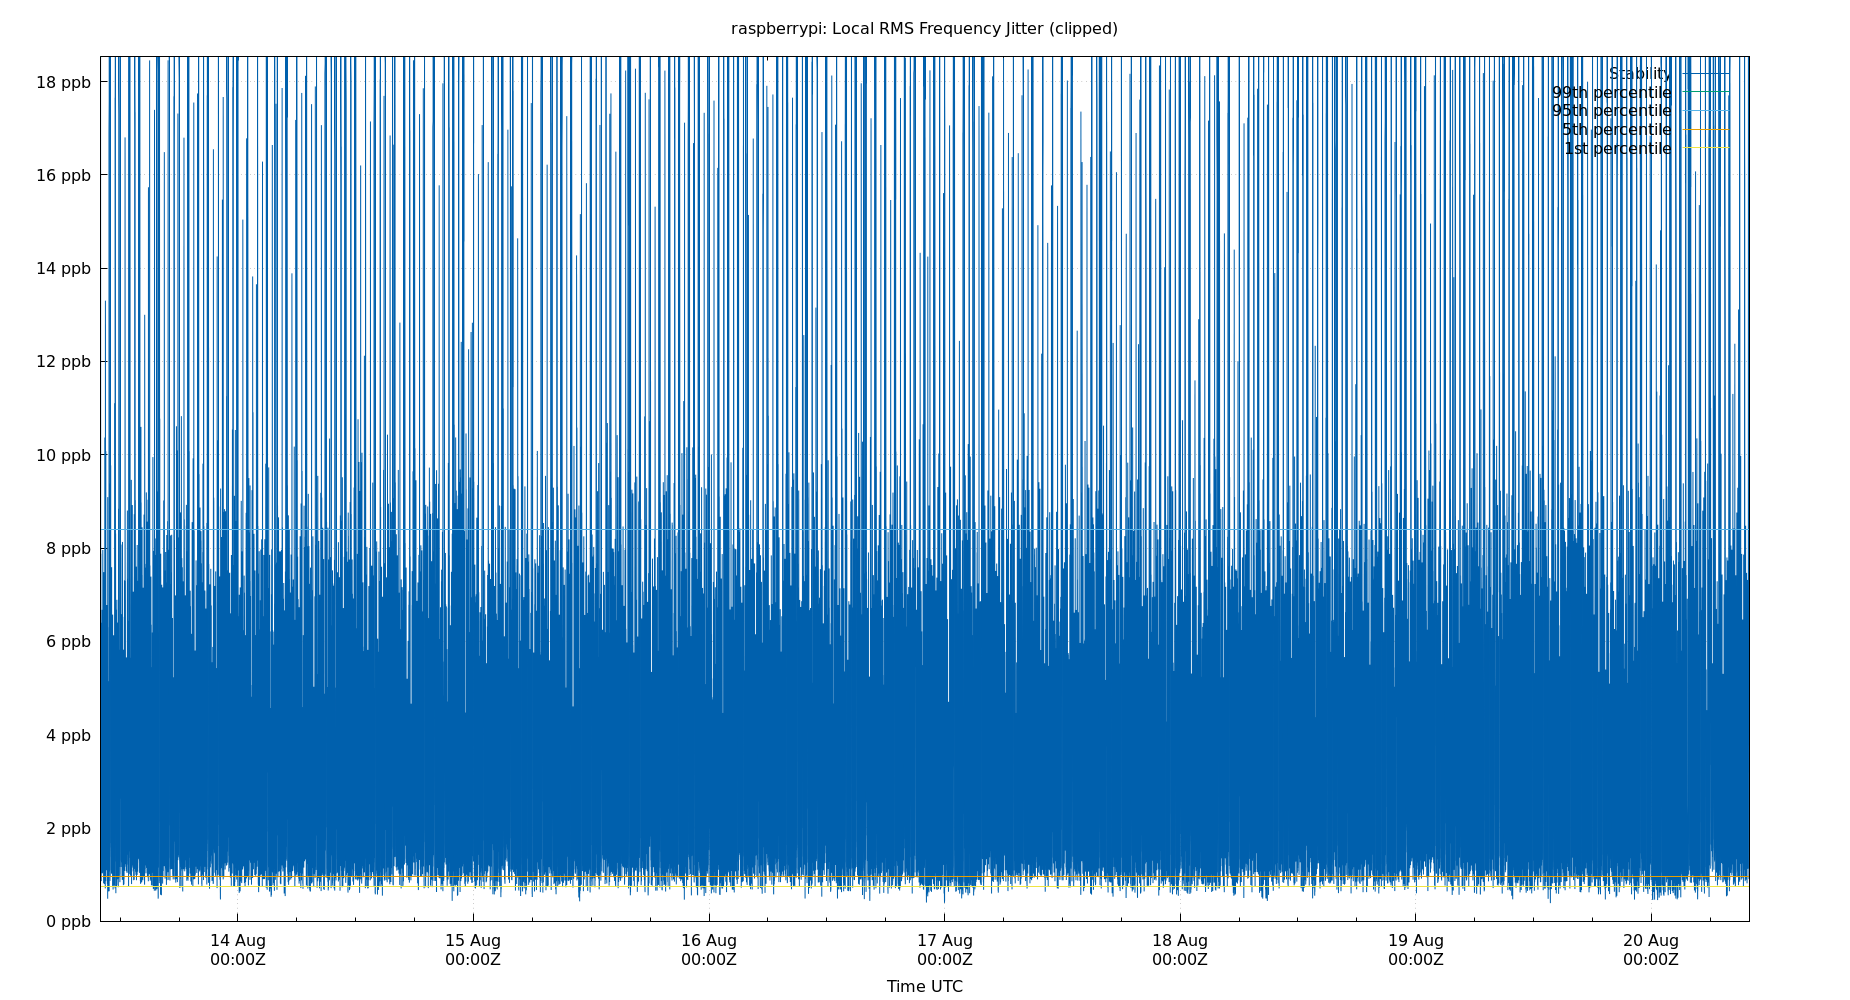 raspberrypi: Local RMS Frequency Jitter (clipped)
18 ppb
16 ppb
14 ppb
12 ppb
10 ppb
8 ppb
6 ppb
4 ppb
2 ppb
0 ppb
Stability
99th percentile
95th percentile
5th percentile
1st percentile
14 Aug 15 Aug 16 Aug 17 Aug 18 Aug 19 Aug 20 Aug
00:00Z 00:00Z 00:00Z 00:00Z 00:00Z 00:00Z 00:00Z
Time UTC